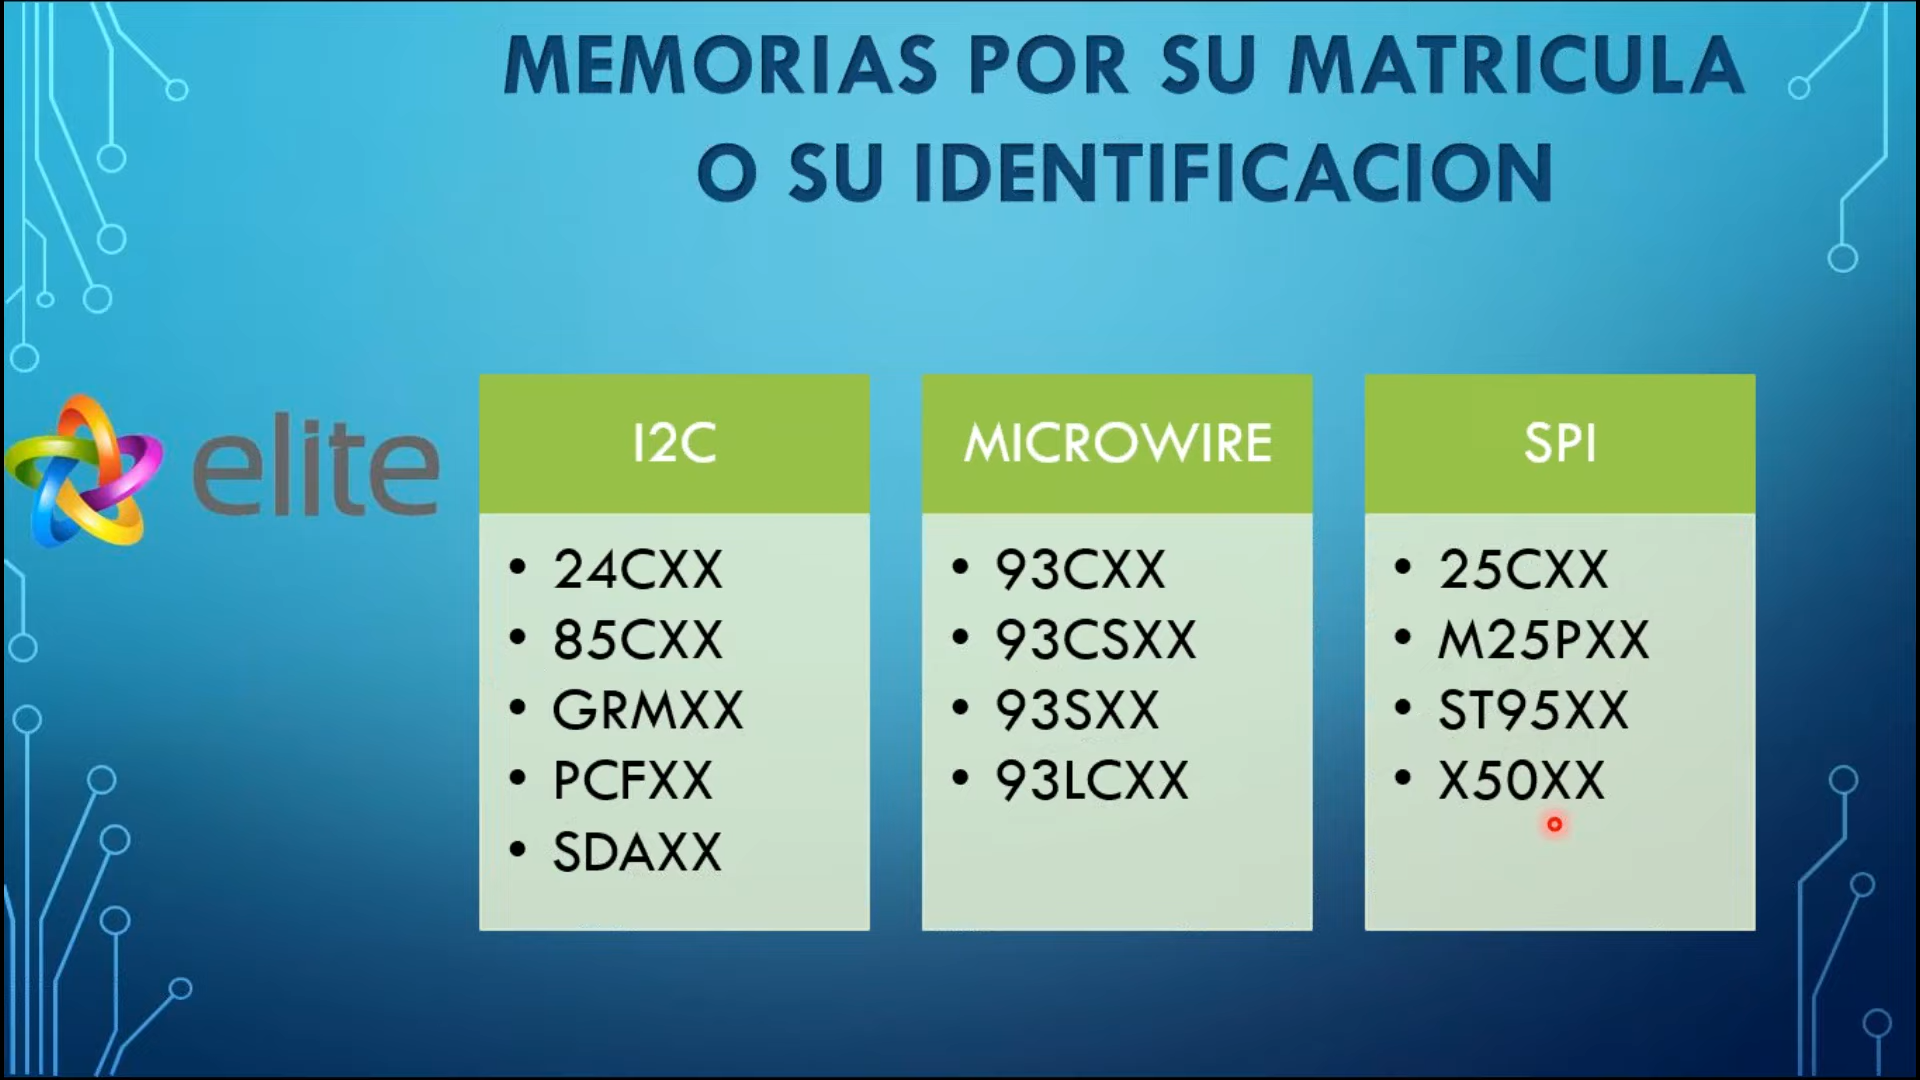 MEMORIAS POR SU MATRICULA
O SU IDENTIFICACION
elite
I2C
• 24CXX
• 85CXX
• GRMXX
• PCFXX
• SDAXX
MICROWIRE
• 93CXX
• 93CSXX
• 93SXX
• 93LCXX
SPI
• 25CXX
• M25PXX
• ST95XX
• X50XX